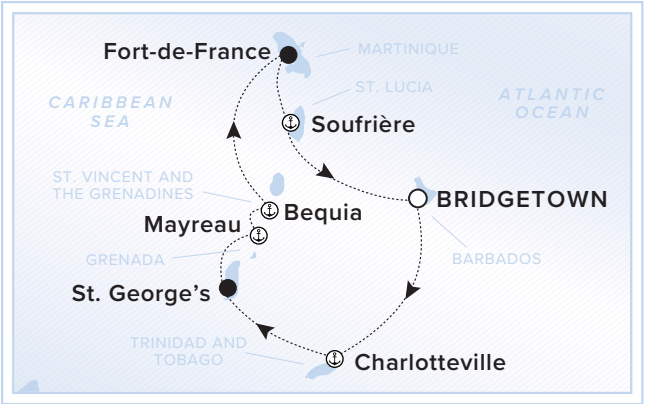 Fort-de-France
MARTINIQUE
ST. LUCIA
CARIBBEAN
SEA
ATLANTIC
OCEAN
Soufrière
ST. VINCENT AND
THE GRENADINES
BRIDGETOWN
Bequia
Mayreau
GRENADA
BARBADOS
St. George’s
TRINIDAD AND
TOBAGO
Charlotteville